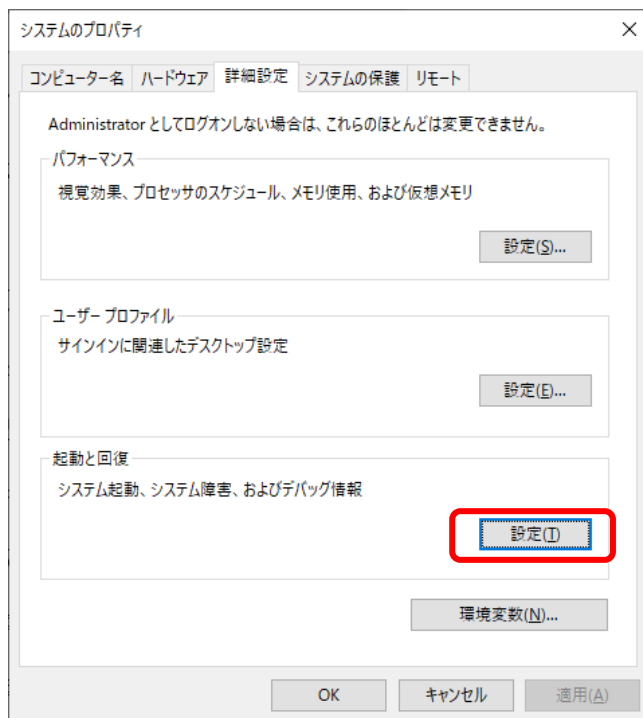 システムのプロパティ
コンピューター名 ハードウェア 詳細設定 システムの保護 リモート
Administrator としてログオンしない場合は、これらのほとんどは変更できません。
パフォーマンス
視覚効果、プロセッサのスケジュール、メモリ使用、および仮想メモリ
設定(S)...
ユーザー プロファイル
サインインに関連したデスクトップ設定
設定(E)...
起動と回復
システム起動、システム障害、およびデバッグ情報
設定(T)
環境変数(N)...
OK キャンセル 適用(A)